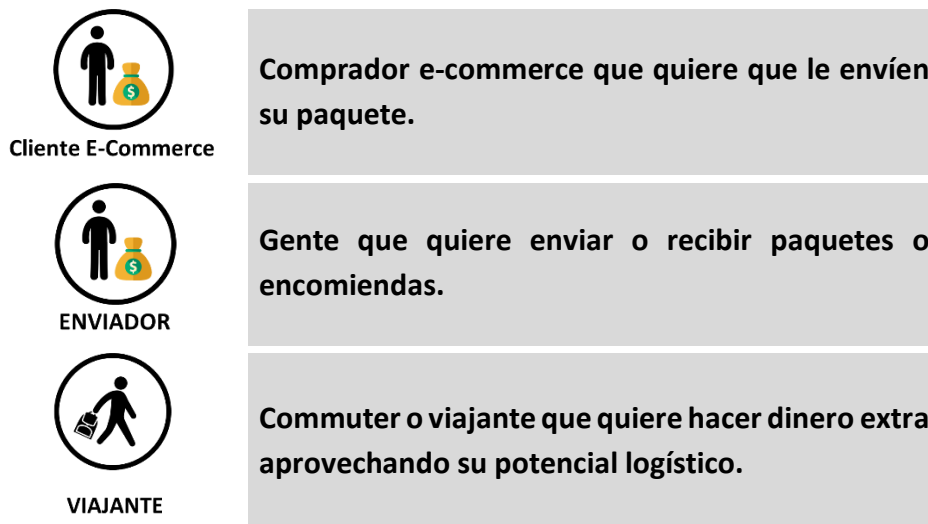 Comprador e-commerce que quiere que le envíen
su paquete.
Cliente E-Commerce
Gente que quiere enviar o recibir paquetes o
encomiendas.
ENVIADOR
Commuter o viajante que quiere hacer dinero extra
aprovechando su potencial logístico.
VIAJANTE